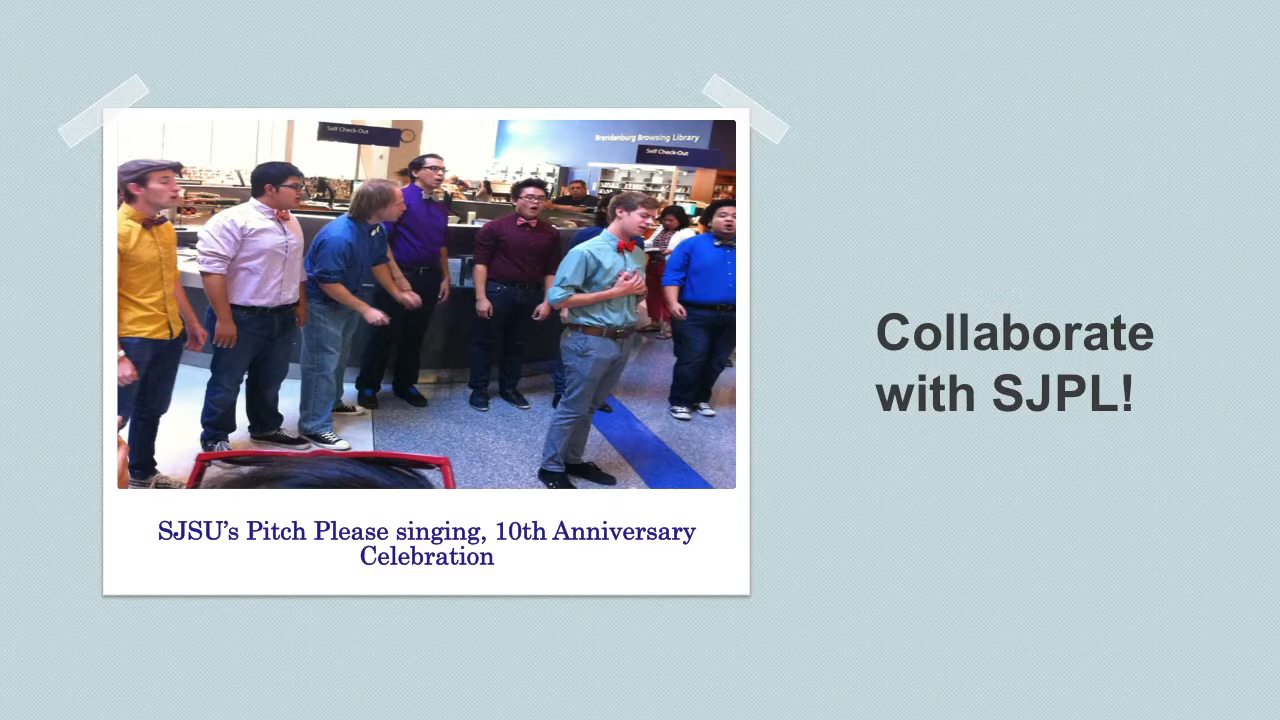 Self Check-Out
Brandenburg Browsing Library
Self Check-Out
SJSU’s Pitch Please singing, 10th Anniversary
Celebration
Collaborate
with SJPL!